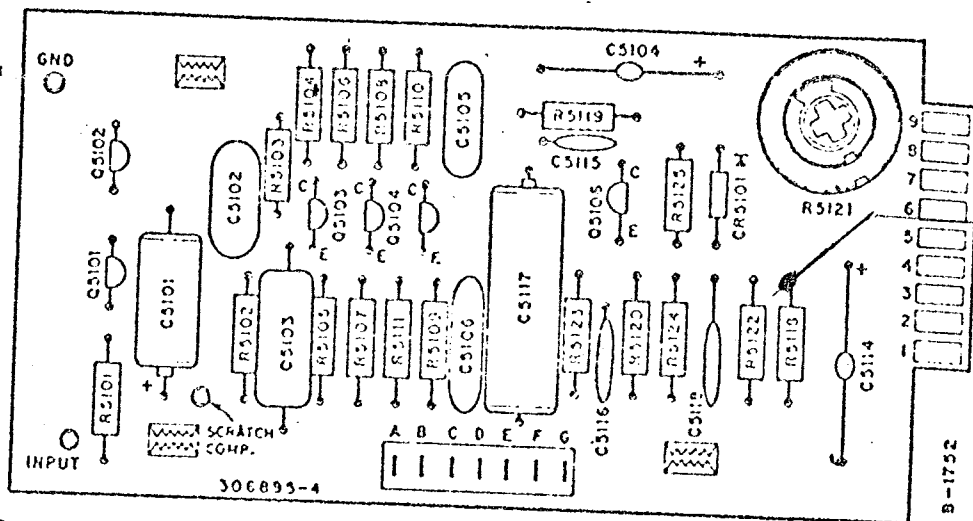 GND
C5104
+
R5104
R5106
R5108
R5110
C5105
R5119
C5115
Q5102
R5103
C5102
C
Q5103
E
C
Q5104
E
C
E
Q5105
C
E
R5125
CR5101
R5121
9
8
7
6
5
4
3
2
1
Q5101
C5101
+
R5102
C5103
R5105
R5107
R5111
R5109
C5106
C5117
R5123
C5116
R5120
R5124
C5118
R5122
R5118
+
C5114
R5101
SCRATCH
COMP.
INPUT
A B C D E F G
306895-4
B-1752